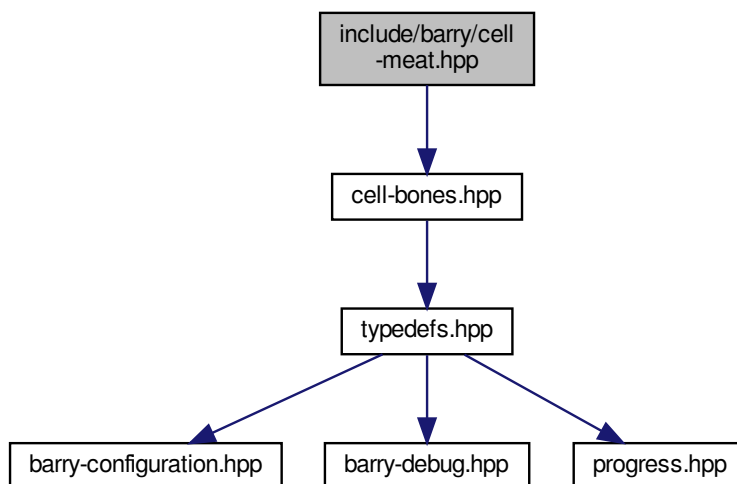 include/barry/cell
-meat.hpp
cell-bones.hpp
typedefs.hpp
barry-configuration.hpp
barry-debug.hpp
progress.hpp